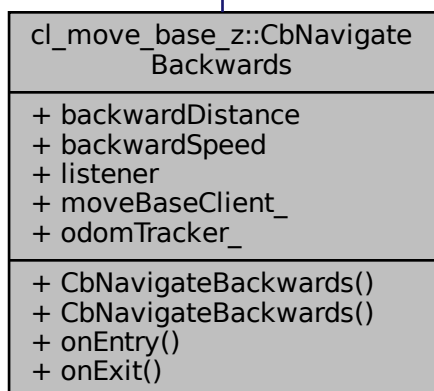 cl_move_base_z::CbNavigate
Backwards
+ backwardDistance
+ backwardSpeed
+ listener
+ moveBaseClient_
+ odomTracker_
+ CbNavigateBackwards()
+ CbNavigateBackwards()
+ onEntry()
+ onExit()